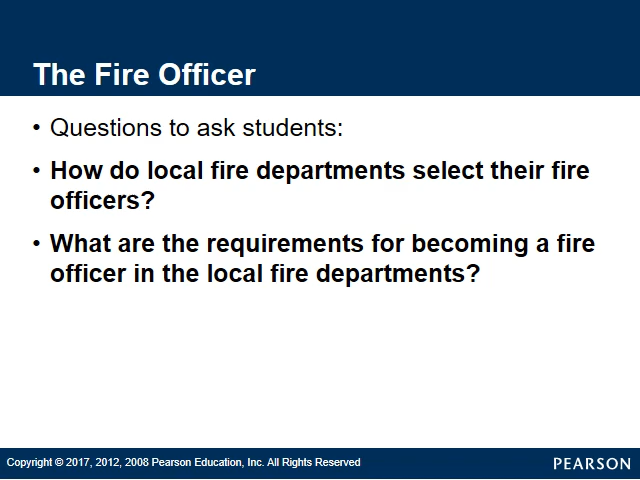 The Fire Officer
• Questions to ask students:
• How do local fire departments select their fire
officers?
• What are the requirements for becoming a fire
officer in the local fire departments?
Copyright © 2017, 2012, 2008 Pearson Education, Inc. All Rights Reserved
PEARSON